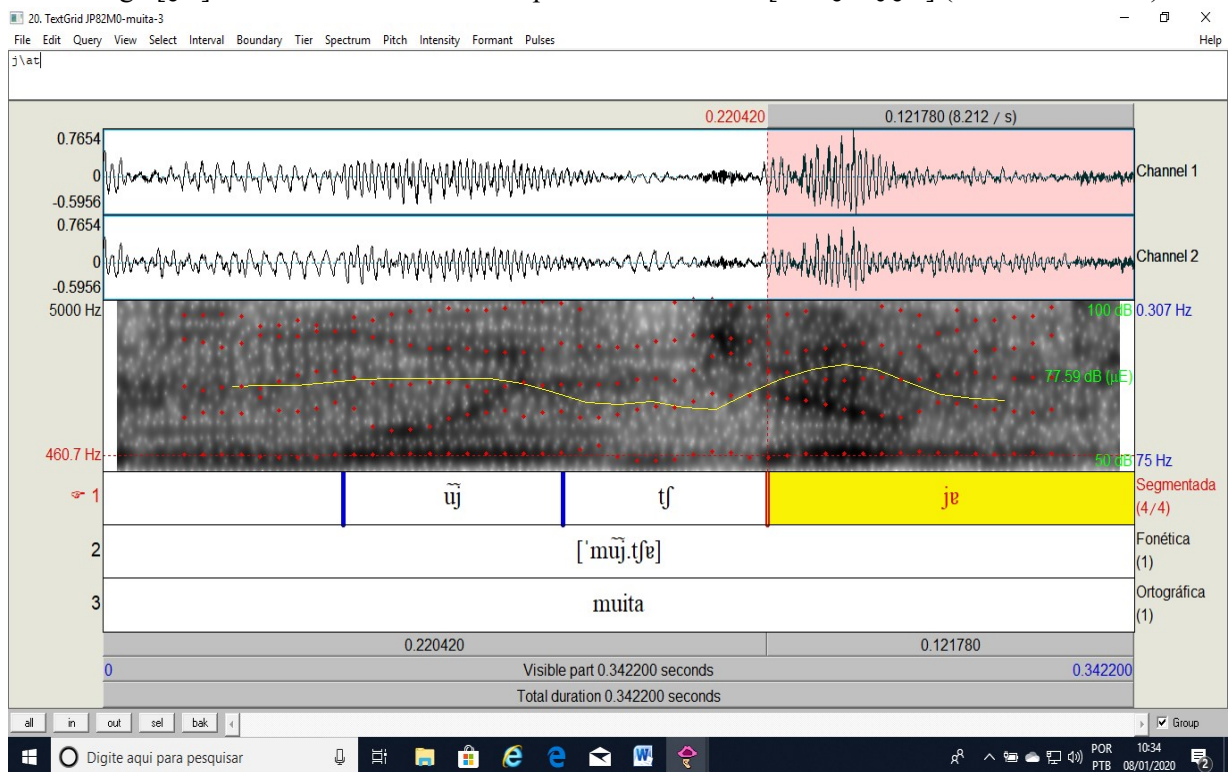 20. TextGrid JP82M0-muita-3
File Edit Query View Select Interval Boundary Tier Spectrum Pitch Intensity Formant Pulses Help
j\at
0.220420 0.121780 (8.212 / s)
0.7654
0
-0.5956
Channel 1
0.7654
0
-0.5956
Channel 2
5000 Hz 100 dB 0.307 Hz
77.59 dB (µE)
460.7 Hz 50 dB 75 Hz
1 ũj̃ tʃ jɐ Segmentada
(4/4)
2 [ˈmũj̃.tʃɐ] Fonética
(1)
3 muita Ortográfica
(1)
0.220420 0.121780
0 Visible part 0.342200 seconds 0.342200
Total duration 0.342200 seconds
all in out sel bak Group
Digite aqui para pesquisar POR 10:34
PTB 08/01/2020 2